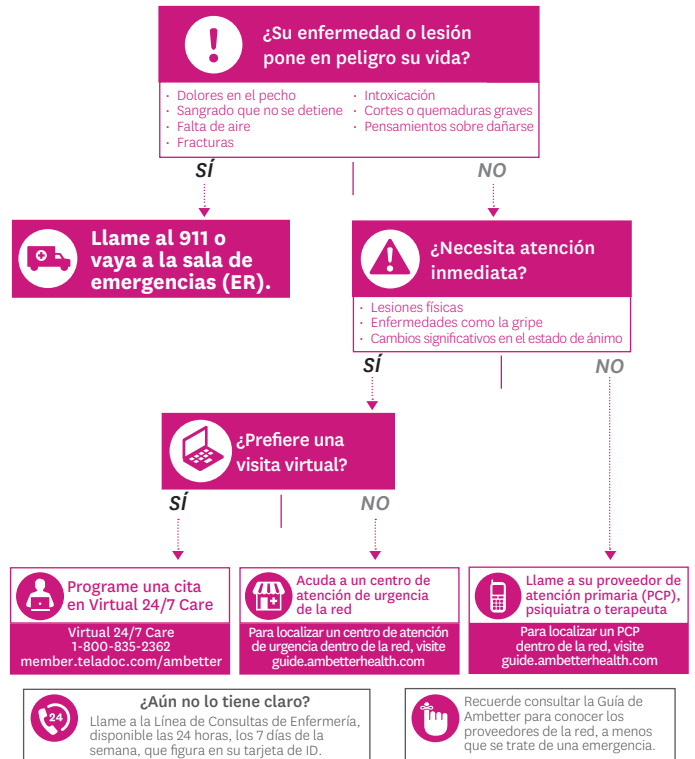 ¿Su enfermedad o lesión
pone en peligro su vida?
· Dolores en el pecho
· Sangrado que no se detiene
· Falta de aire
· Fracturas
· Intoxicación
· Cortes o quemaduras graves
· Pensamientos sobre dañarse
SÍ
NO
Llame al 911 o
vaya a la sala de
emergencias (ER).
¿Necesita atención
inmediata?
· Lesiones físicas
· Enfermedades como la gripe
· Cambios significativos en el estado de ánimo
SÍ
NO
¿Prefiere una
visita virtual?
SÍ
NO
Programe una cita
en Virtual 24/7 Care
Virtual 24/7 Care
1-800-835-2362
member.teladoc.com/ambetter
Acuda a un centro de
atención de urgencia
de la red
Para localizar un centro de atención
de urgencia dentro de la red, visite
guide.ambetterhealth.com
Llame a su proveedor de
atención primaria (PCP),
psiquiatra o terapeuta
Para localizar un PCP
dentro de la red, visite
guide.ambetterhealth.com
24
¿Aún no lo tiene claro?
Llame a la Línea de Consultas de Enfermería,
disponible las 24 horas, los 7 días de la
semana, que figura en su tarjeta de ID.
Recuerde consultar la Guía de
Ambetter para conocer los
proveedores de la red, a menos
que se trate de una emergencia.